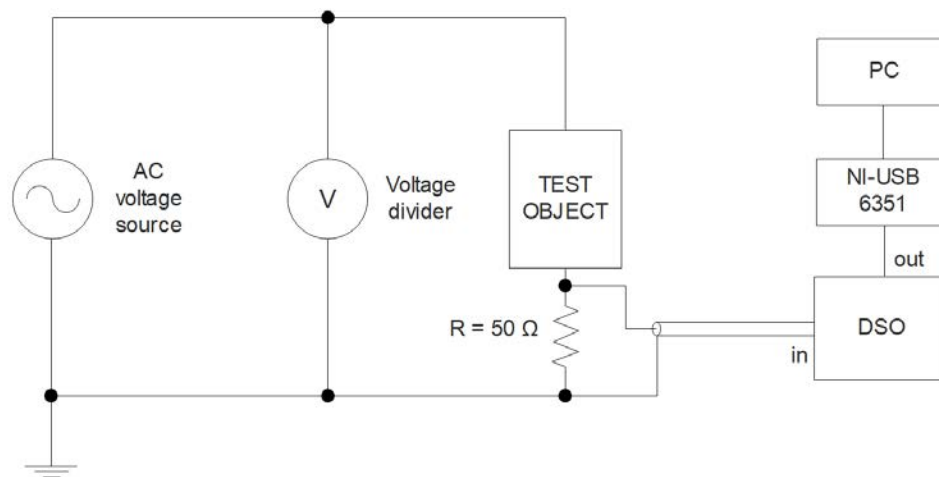 AC
voltage
source
V
Voltage
divider
TEST
OBJECT
R = 50 Ω
PC
NI-USB
6351
out
DSO
in